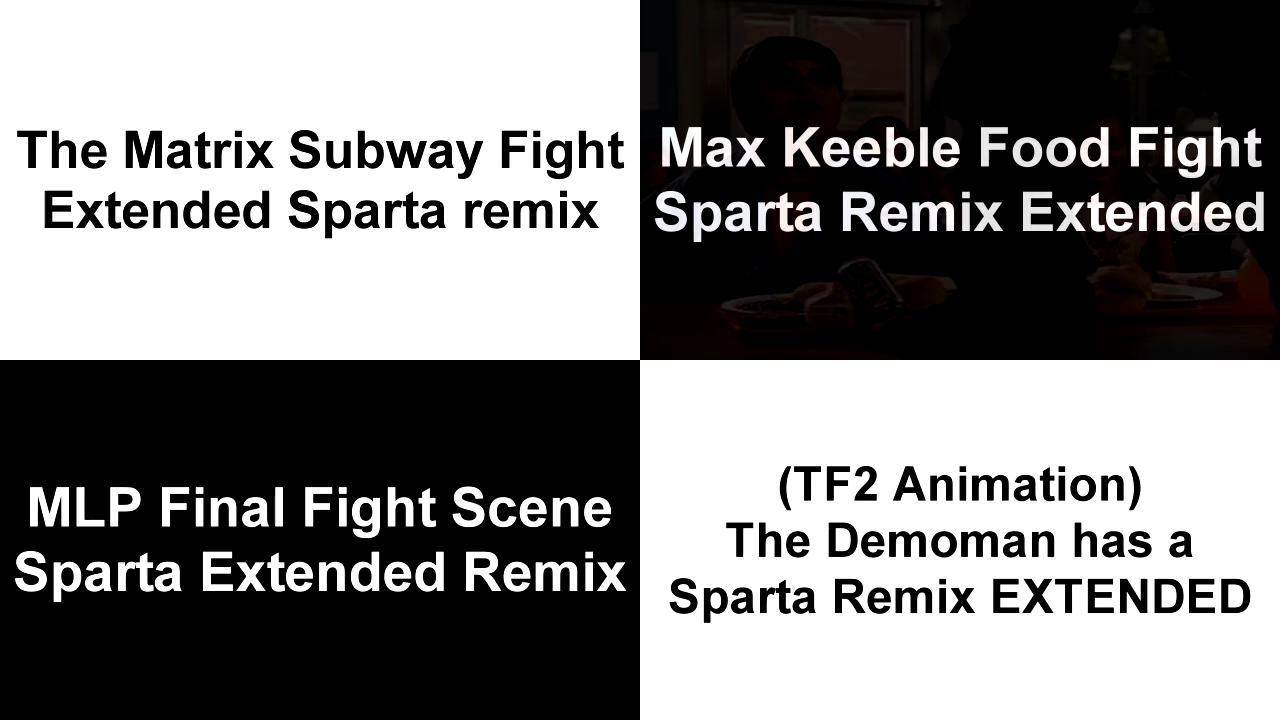 The Matrix Subway Fight
Extended Sparta remix
Max Keeble Food Fight
Sparta Remix Extended
MLP Final Fight Scene
Sparta Extended Remix
(TF2 Animation)
The Demoman has a
Sparta Remix EXTENDED